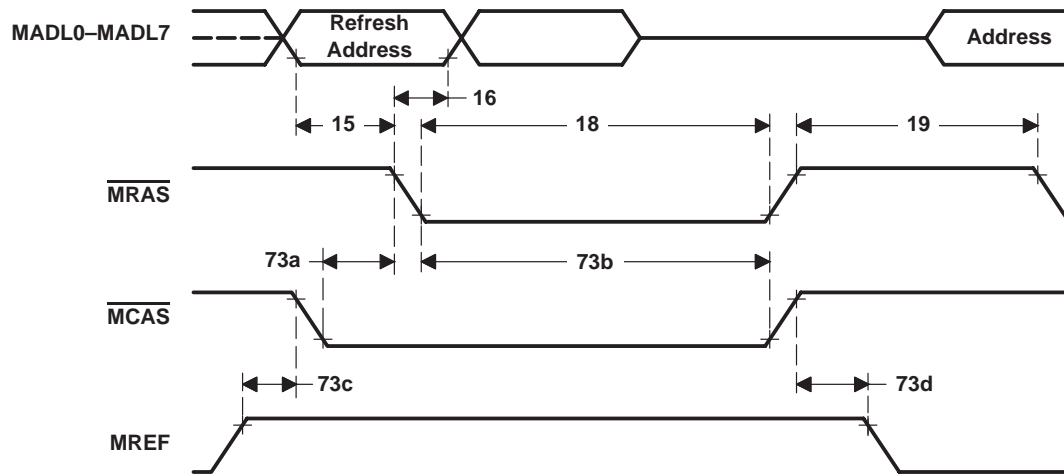 MADL0–MADL7
Refresh
Address
Address
16
15
18
19
MRAS
73a
73b
MCAS
73c
73d
MREF